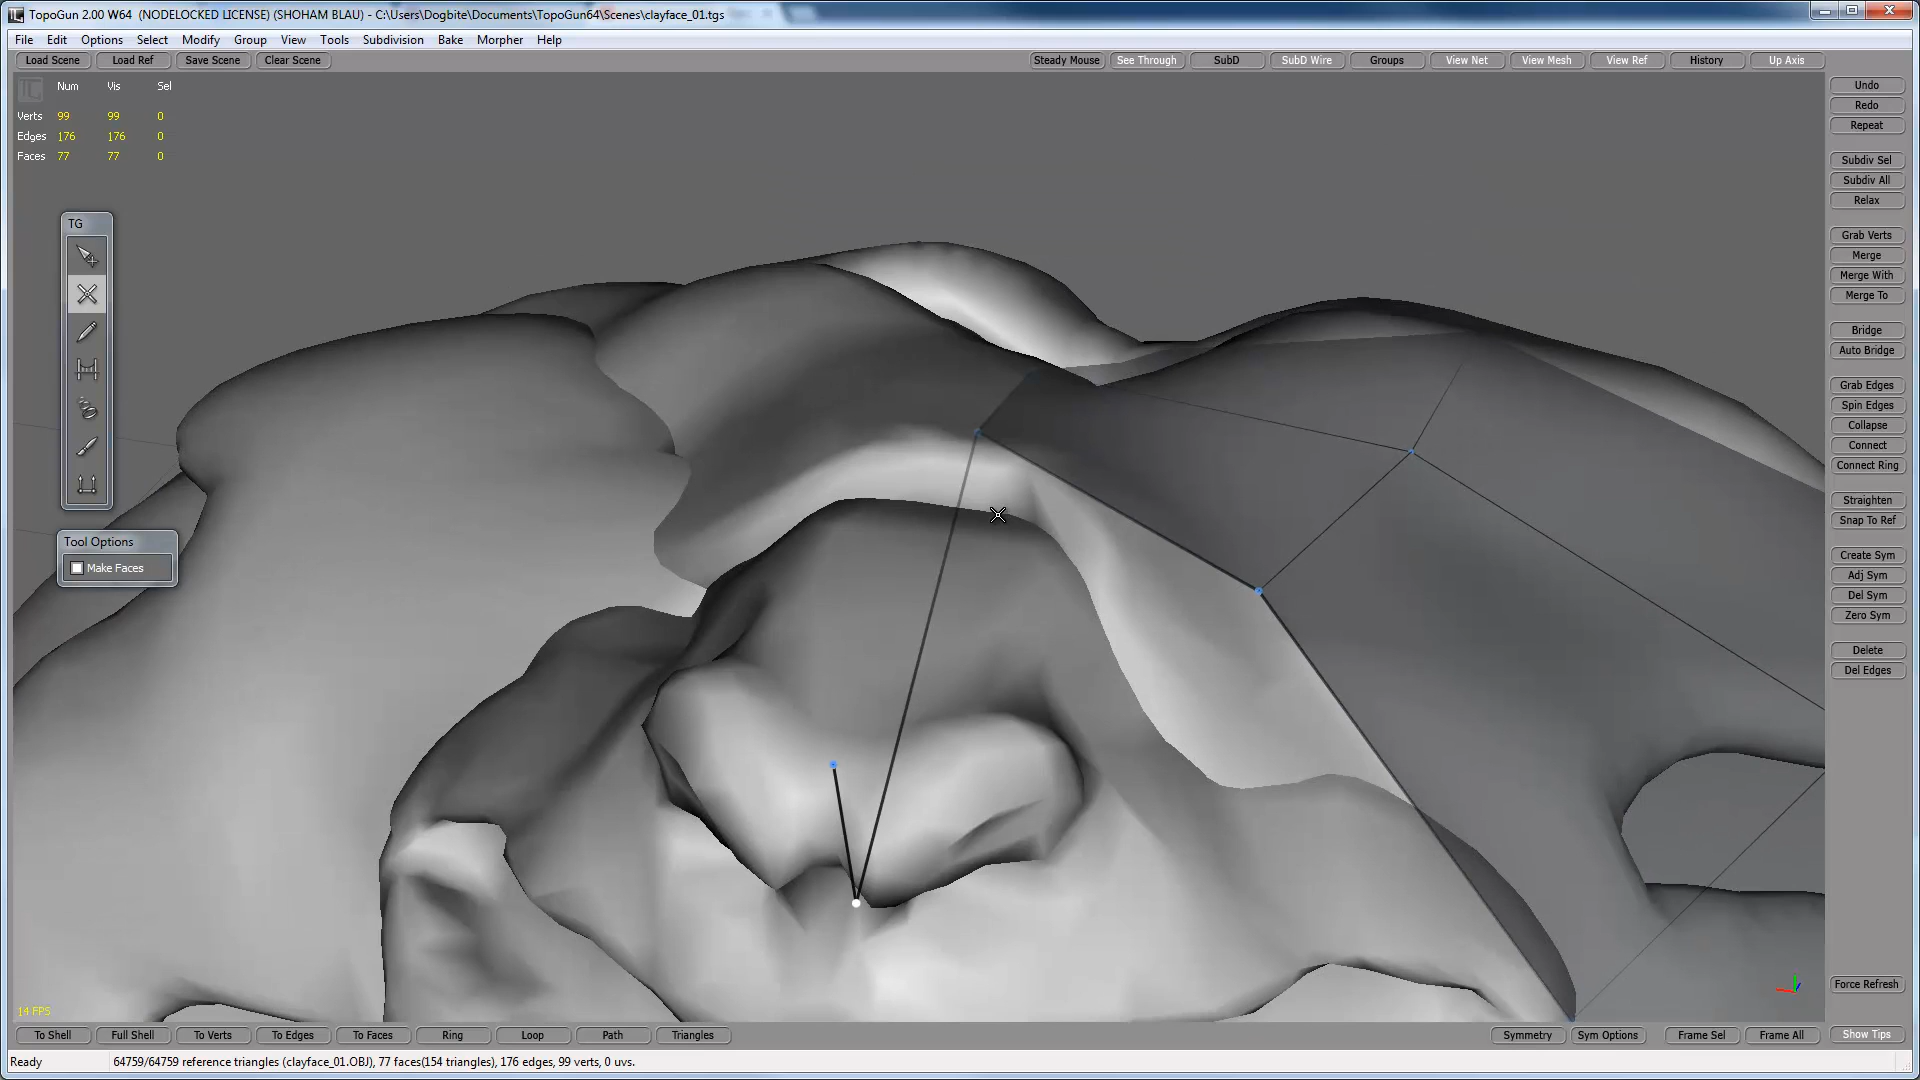 TopoGun 2.00 W64 (NODELOCKED LICENSE) (SHOHAM BLAU) - C:\Users\Dogbite\Documents\TopoGun64\Scenes\clayface_01.tgs
File Edit Options Select Modify Group View Tools Subdivision Bake Morpher Help
Load Scene Load Ref Save Scene Clear Scene Steady Mouse See Through SubD SubD Wire Groups View Net View Mesh View Ref History Up Axis
Num Vis Sel
Verts 99 99 0
Edges 176 176 0
Faces 77 77 0
TG
Tool Options
Make Faces
Undo
Redo
Repeat
Subdiv Sel
Subdiv All
Relax
Grab Verts
Merge
Merge With
Merge To
Bridge
Auto Bridge
Grab Edges
Spin Edges
Collapse
Connect
Connect Ring
Straighten
Snap To Ref
Create Sym
Adj Sym
Del Sym
Zero Sym
Delete
Del Edges
Force Refresh
14 FPS
To Shell Full Shell To Verts To Edges To Faces Ring Loop Path Triangles Symmetry Sym Options Frame Sel Frame All Show Tips
Ready 64759/64759 reference triangles (clayface_01.OBJ), 77 faces(154 triangles), 176 edges, 99 verts, 0 uvs.